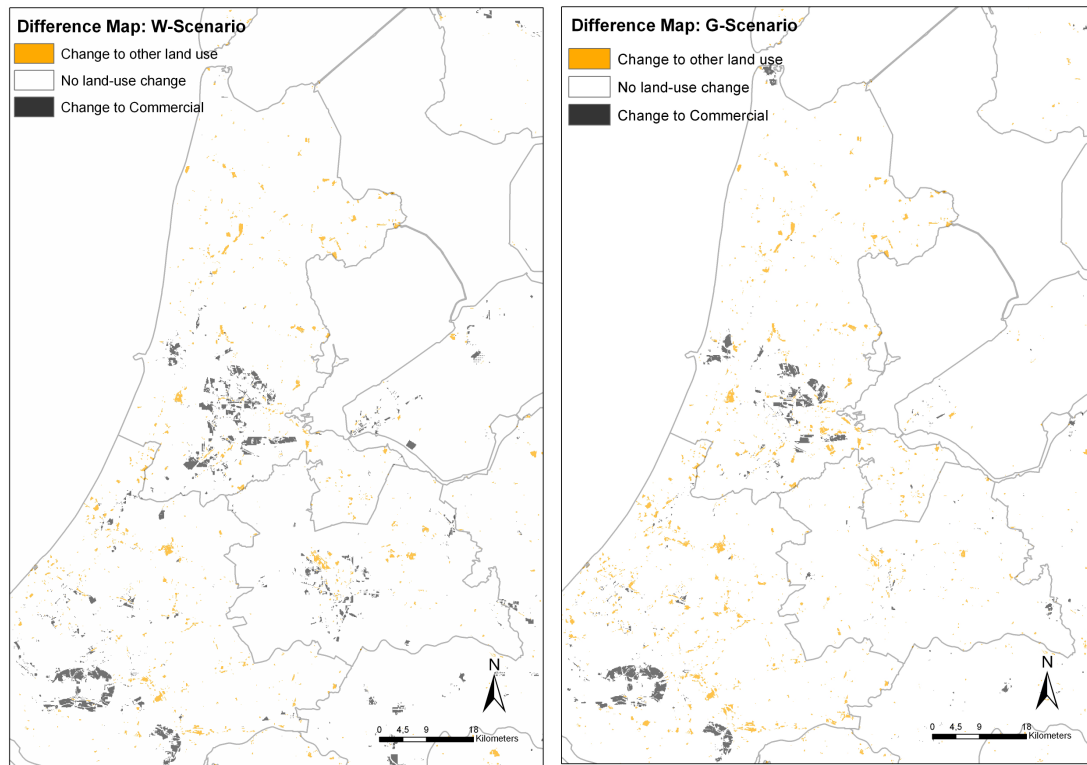 Difference Map: W-Scenario
Change to other land use
No land-use change
Change to Commercial
N
0 4,5 9 18
Kilometers
Difference Map: G-Scenario
Change to other land use
No land-use change
Change to Commercial
N
0 4,5 9 18
Kilometers